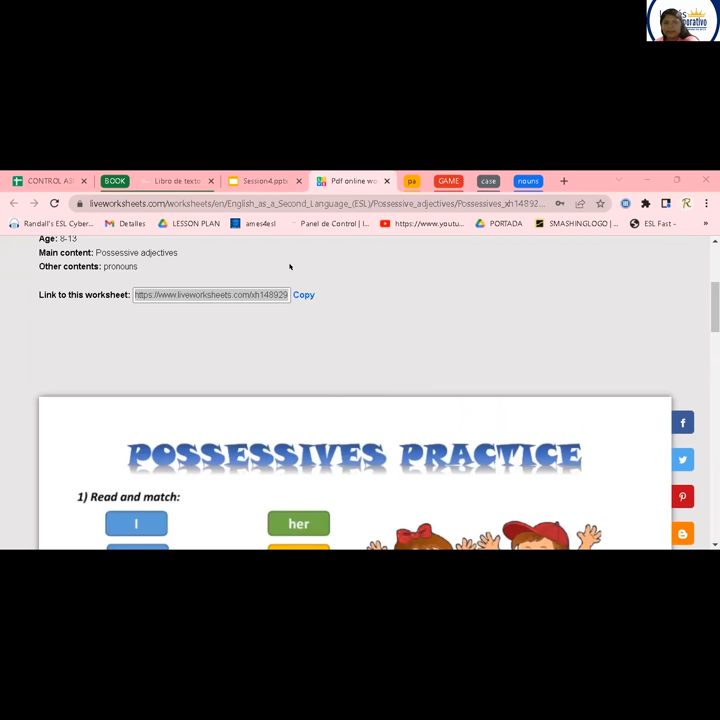 CONTROL AS
BOOK
Libro de texto
Session4.pptx
Pdf online wo
pa
GAME
case
nouns
liveworksheets.com/worksheets/en/English_as_a_Second_Language_(ESL)/Possessive_adjectives/Possessives_xh148929...
Randall's ESL Cyber...
Detalles
LESSON PLAN
ames4esl
Panel de Control | I...
https://www.youtu...
PORTADA
SMASHINGLOGO | ...
ESL Fast -
»
Age: 8-13
Main content: Possessive adjectives
Other contents: pronouns
Link to this worksheet: https://www.liveworksheets.com/xh148929 Copy
POSSESSIVES PRACTICE
1) Read and match:
I
her